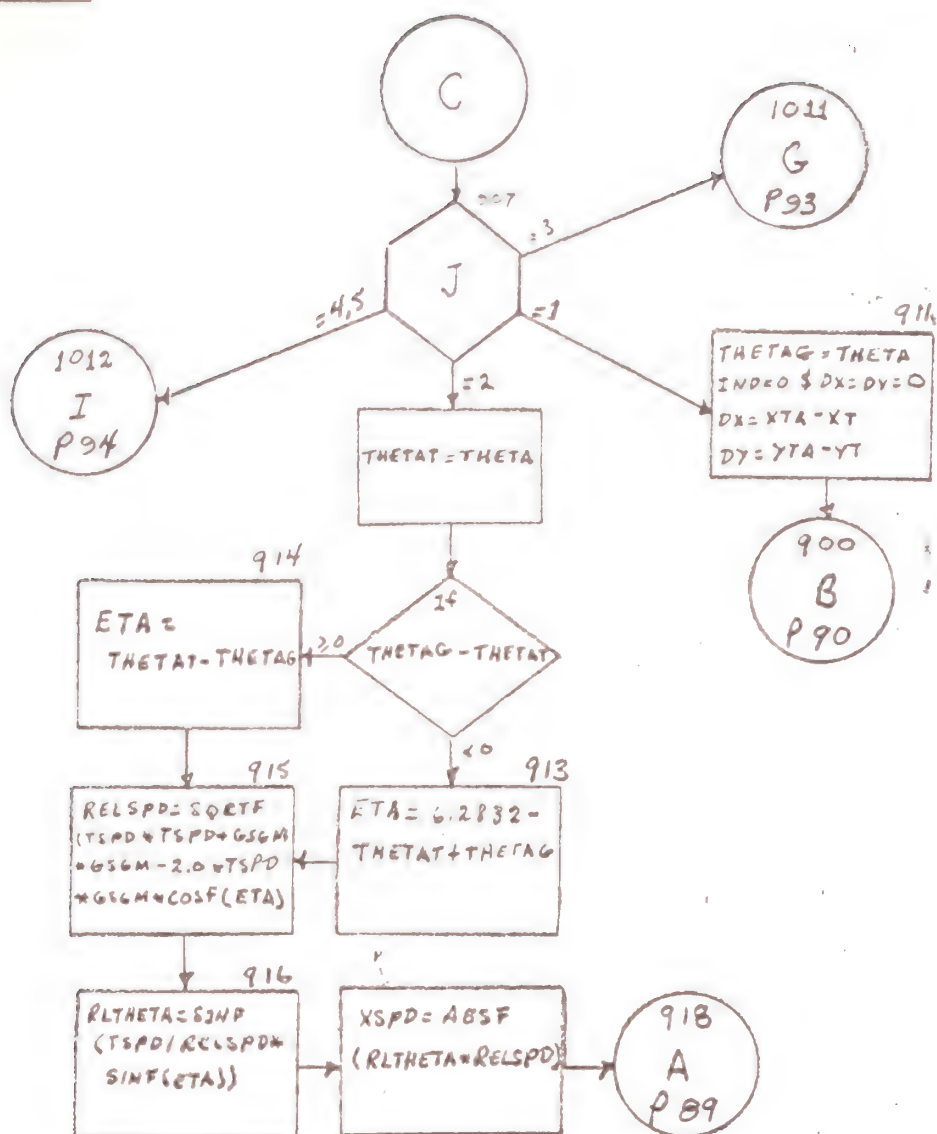 C
1011
G
P93
=3
J
=4,5
=1
=2
1012
I
P94
THETAG = THETA
IND=0 $ DX=DY=0
DX= XTA-XT
DY= YTA-YT
THETAT = THETA
900
B
P90
914
ETA =
THETAT- THETAG
≥0
If
THETAG - THETAT
<0
915
RELSPD= SQRTF
(TSPD*TSPD+GSGM
*GSGM-2.0*TSPD
*GSGM*COSF(ETA)
913
ETA= 6.2832-
THETAT+THETAG
916
RLTHETA=SINF
(TSPD/RELSPD*
SINF(ETA))
XSPD= ABSF
(RLTHETA*RELSPD)
918
A
P89